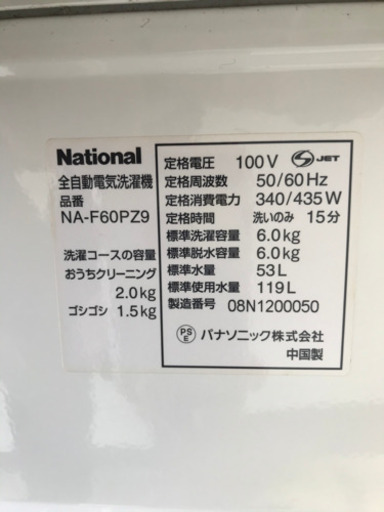 National
全自動電気洗濯機
品番
NA-F60PZ9
洗濯コースの容量
おうちクリーニング
2.0kg
ゴシゴシ 1.5kg
定格電圧 100V S JET
定格周波数 50/60Hz
定格消費電力 340/435W
定格時間 洗いのみ 15分
標準洗濯容量 6.0kg
標準脱水容量 6.0kg
標準水量 53L
標準使用水量 119L
製造番号 08N1200050
PS E パナソニック株式会社
中国製